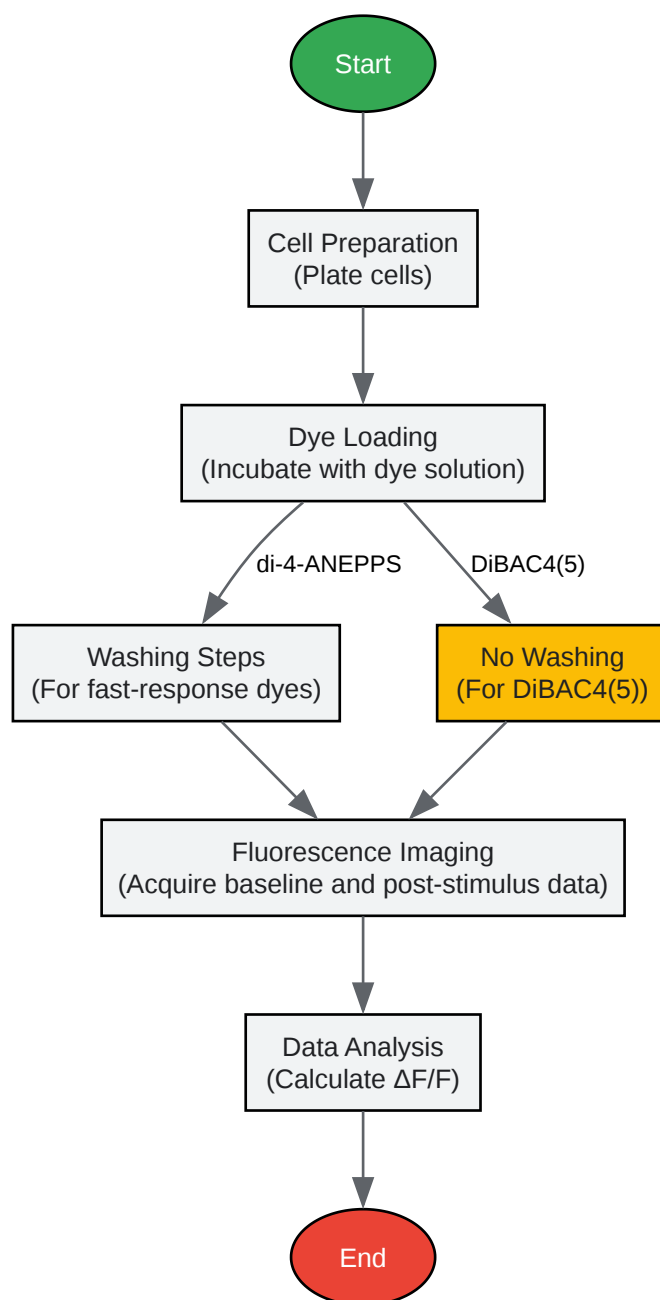 Start
Cell Preparation
(Plate cells)
Dye Loading
(Incubate with dye solution)
di-4-ANEPPS
DiBAC4(5)
Washing Steps
(For fast-response dyes)
No Washing
(For DiBAC4(5))
Fluorescence Imaging
(Acquire baseline and post-stimulus data)
Data Analysis
(Calculate ΔF/F)
End